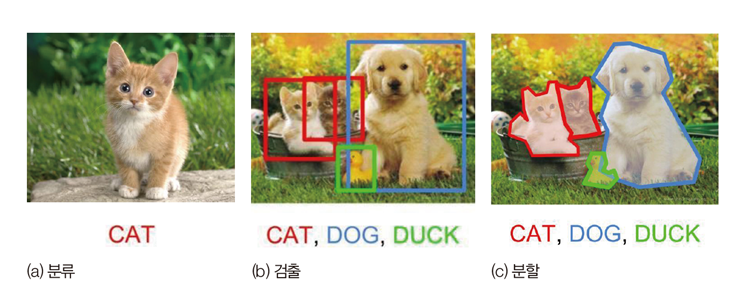 CAT
CAT, DOG, DUCK
CAT, DOG, DUCK
(a) 분류
(b) 검출
(c) 분할